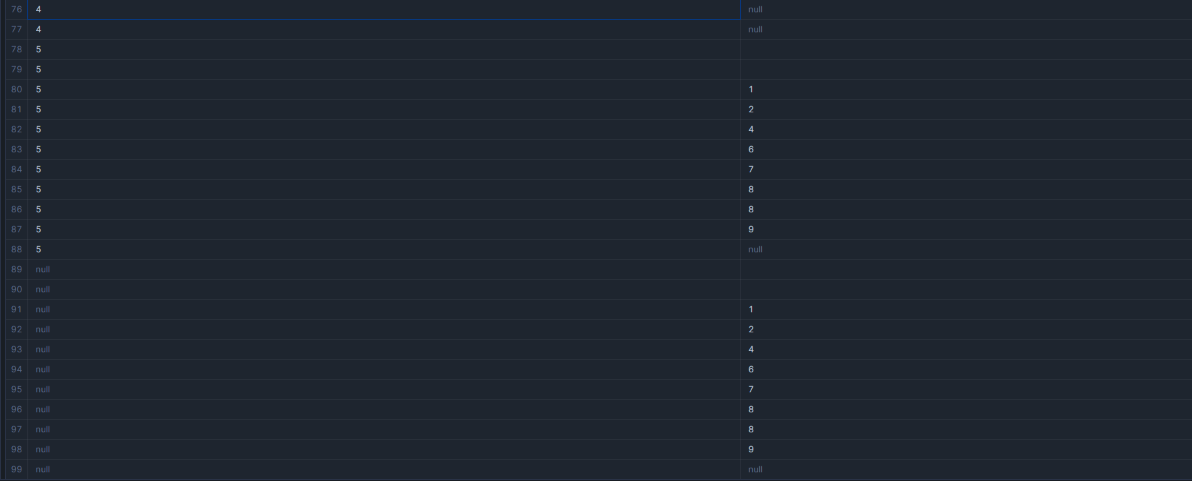 76 4 null
77 4 null
78 5
79 5
80 5 1
81 5 2
82 5 4
83 5 6
84 5 7
85 5 8
86 5 8
87 5 9
88 5 null
89 null
90 null
91 null 1
92 null 2
93 null 4
94 null 6
95 null 7
96 null 8
97 null 8
98 null 9
99 null null